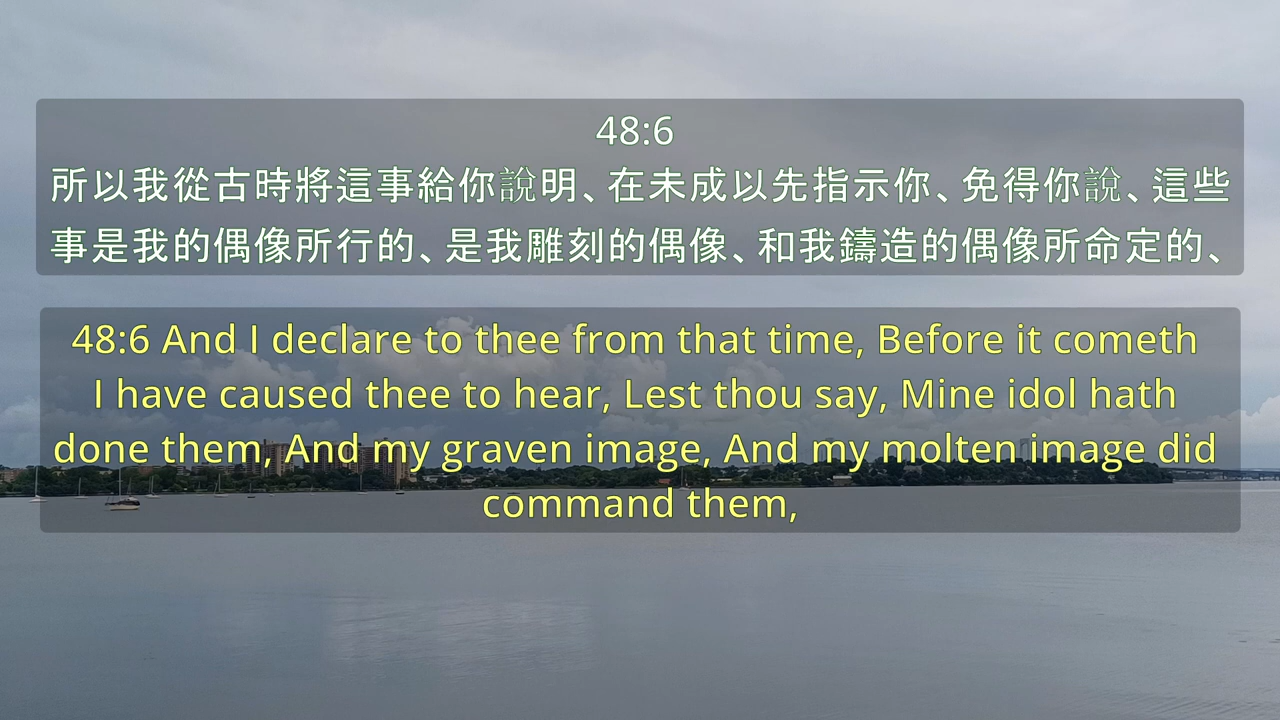 48:6
所以我從古時將這事給你說明、在未成以先指示你、免得你說、這些
事是我的偶像所行的、是我雕刻的偶像、和我鑄造的偶像所命定的、
48:6 And I declare to thee from that time, Before it cometh
I have caused thee to hear, Lest thou say, Mine idol hath
done them, And my graven image, And my molten image did
command them,